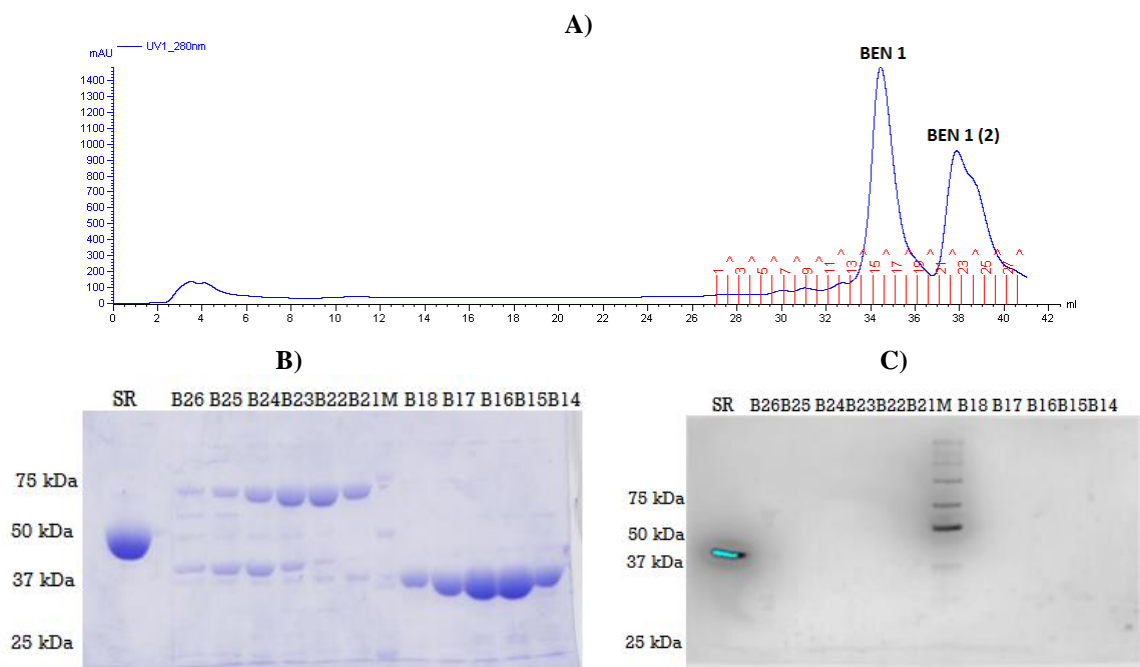 A)
mAU
UV1_280nm
1400
1300
1200
1100
1000
900
800
700
600
500
400
300
200
100
0
BEN 1
BEN 1 (2)
1 ^ 3 ^ 5 ^ 7 ^ 9 ^ 11 ^ 13 ^ 15 ^ 17 ^ 19 ^ 21 ^ 23 ^ 25 ^ 27 ^
0 2 4 6 8 10 12 14 16 18 20 22 24 26 28 30 32 34 36 38 40 42 ml
B)
SR B26 B25 B24 B23 B22 B21 M B18 B17 B16 B15 B14
75 kDa
50 kDa
37 kDa
25 kDa
C)
SR B26 B25 B24 B23 B22 B21 M B18 B17 B16 B15 B14
75 kDa
50 kDa
37 kDa
25 kDa